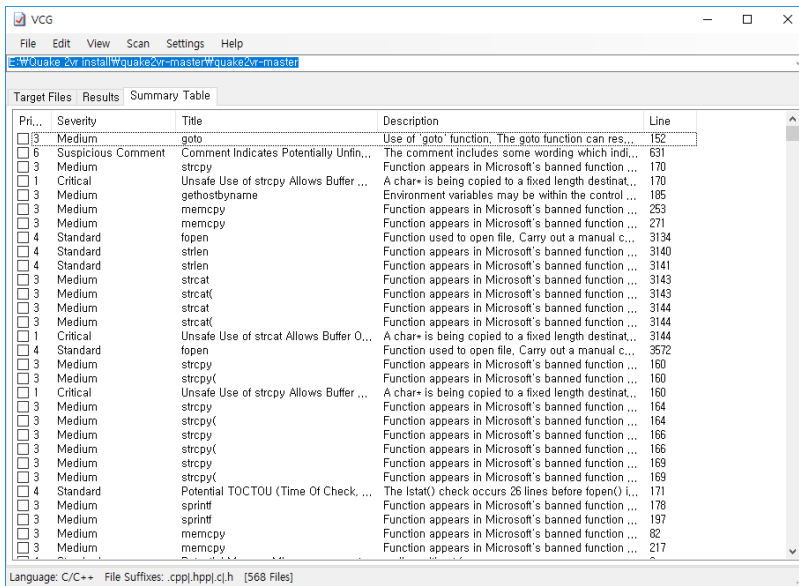 VCG
File Edit View Scan Settings Help
E:₩Quake 2vr install₩quake2vr-master₩quake2vr-master
Target Files Results Summary Table
Pri... Severity Title Description Line
3 Medium goto Use of 'goto' function, The goto function can res... 152
6 Suspicious Comment Comment Indicates Potentially Unfin... The comment includes some wording which indi... 631
3 Medium strcpy Function appears in Microsoft's banned function ... 170
1 Critical Unsafe Use of strcpy Allows Buffer ... A char* is being copied to a fixed length destinat... 170
3 Medium gethostbyname Environment variables may be within the control ... 185
3 Medium memcpy Function appears in Microsoft's banned function ... 253
3 Medium memcpy Function appears in Microsoft's banned function ... 271
4 Standard fopen Function used to open file, Carry out a manual c... 3134
4 Standard strlen Function appears in Microsoft's banned function ... 3140
4 Standard strlen Function appears in Microsoft's banned function ... 3141
3 Medium strcat Function appears in Microsoft's banned function ... 3143
3 Medium strcat( Function appears in Microsoft's banned function ... 3143
3 Medium strcat Function appears in Microsoft's banned function ... 3144
3 Medium strcat( Function appears in Microsoft's banned function ... 3144
1 Critical Unsafe Use of strcat Allows Buffer O... A char* is being copied to a fixed length destinat... 3144
4 Standard fopen Function used to open file, Carry out a manual c... 3572
3 Medium strcpy Function appears in Microsoft's banned function ... 160
3 Medium strcpy( Function appears in Microsoft's banned function ... 160
1 Critical Unsafe Use of strcpy Allows Buffer ... A char* is being copied to a fixed length destinat... 160
3 Medium strcpy Function appears in Microsoft's banned function ... 164
3 Medium strcpy( Function appears in Microsoft's banned function ... 164
3 Medium strcpy Function appears in Microsoft's banned function ... 166
3 Medium strcpy( Function appears in Microsoft's banned function ... 166
3 Medium strcpy Function appears in Microsoft's banned function ... 169
3 Medium strcpy( Function appears in Microsoft's banned function ... 169
4 Standard Potential TOCTOU (Time Of Check, ... The lstat() check occurs 26 lines before fopen() i... 171
3 Medium sprintf Function appears in Microsoft's banned function ... 178
3 Medium sprintf Function appears in Microsoft's banned function ... 197
3 Medium memcpy Function appears in Microsoft's banned function ... 82
3 Medium memcpy Function appears in Microsoft's banned function ... 217
Language: C/C++ File Suffixes: .cpp|.hpp|.c|.h [568 Files]